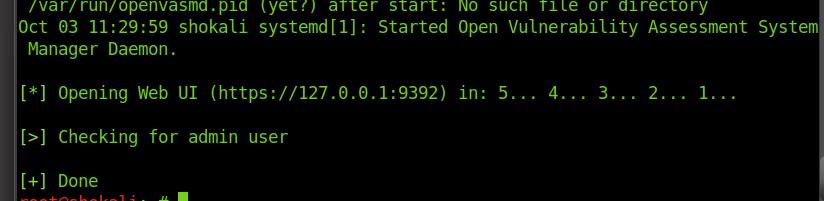 /var/run/openvasmd.pid (yet?) after start: No such file or directory
Oct 03 11:29:59 shokali systemd[1]: Started Open Vulnerability Assessment System
Manager Daemon.
[*] Opening Web UI (https://127.0.0.1:9392) in: 5... 4... 3... 2... 1...
[>] Checking for admin user
[+] Done
root@shokali:~#